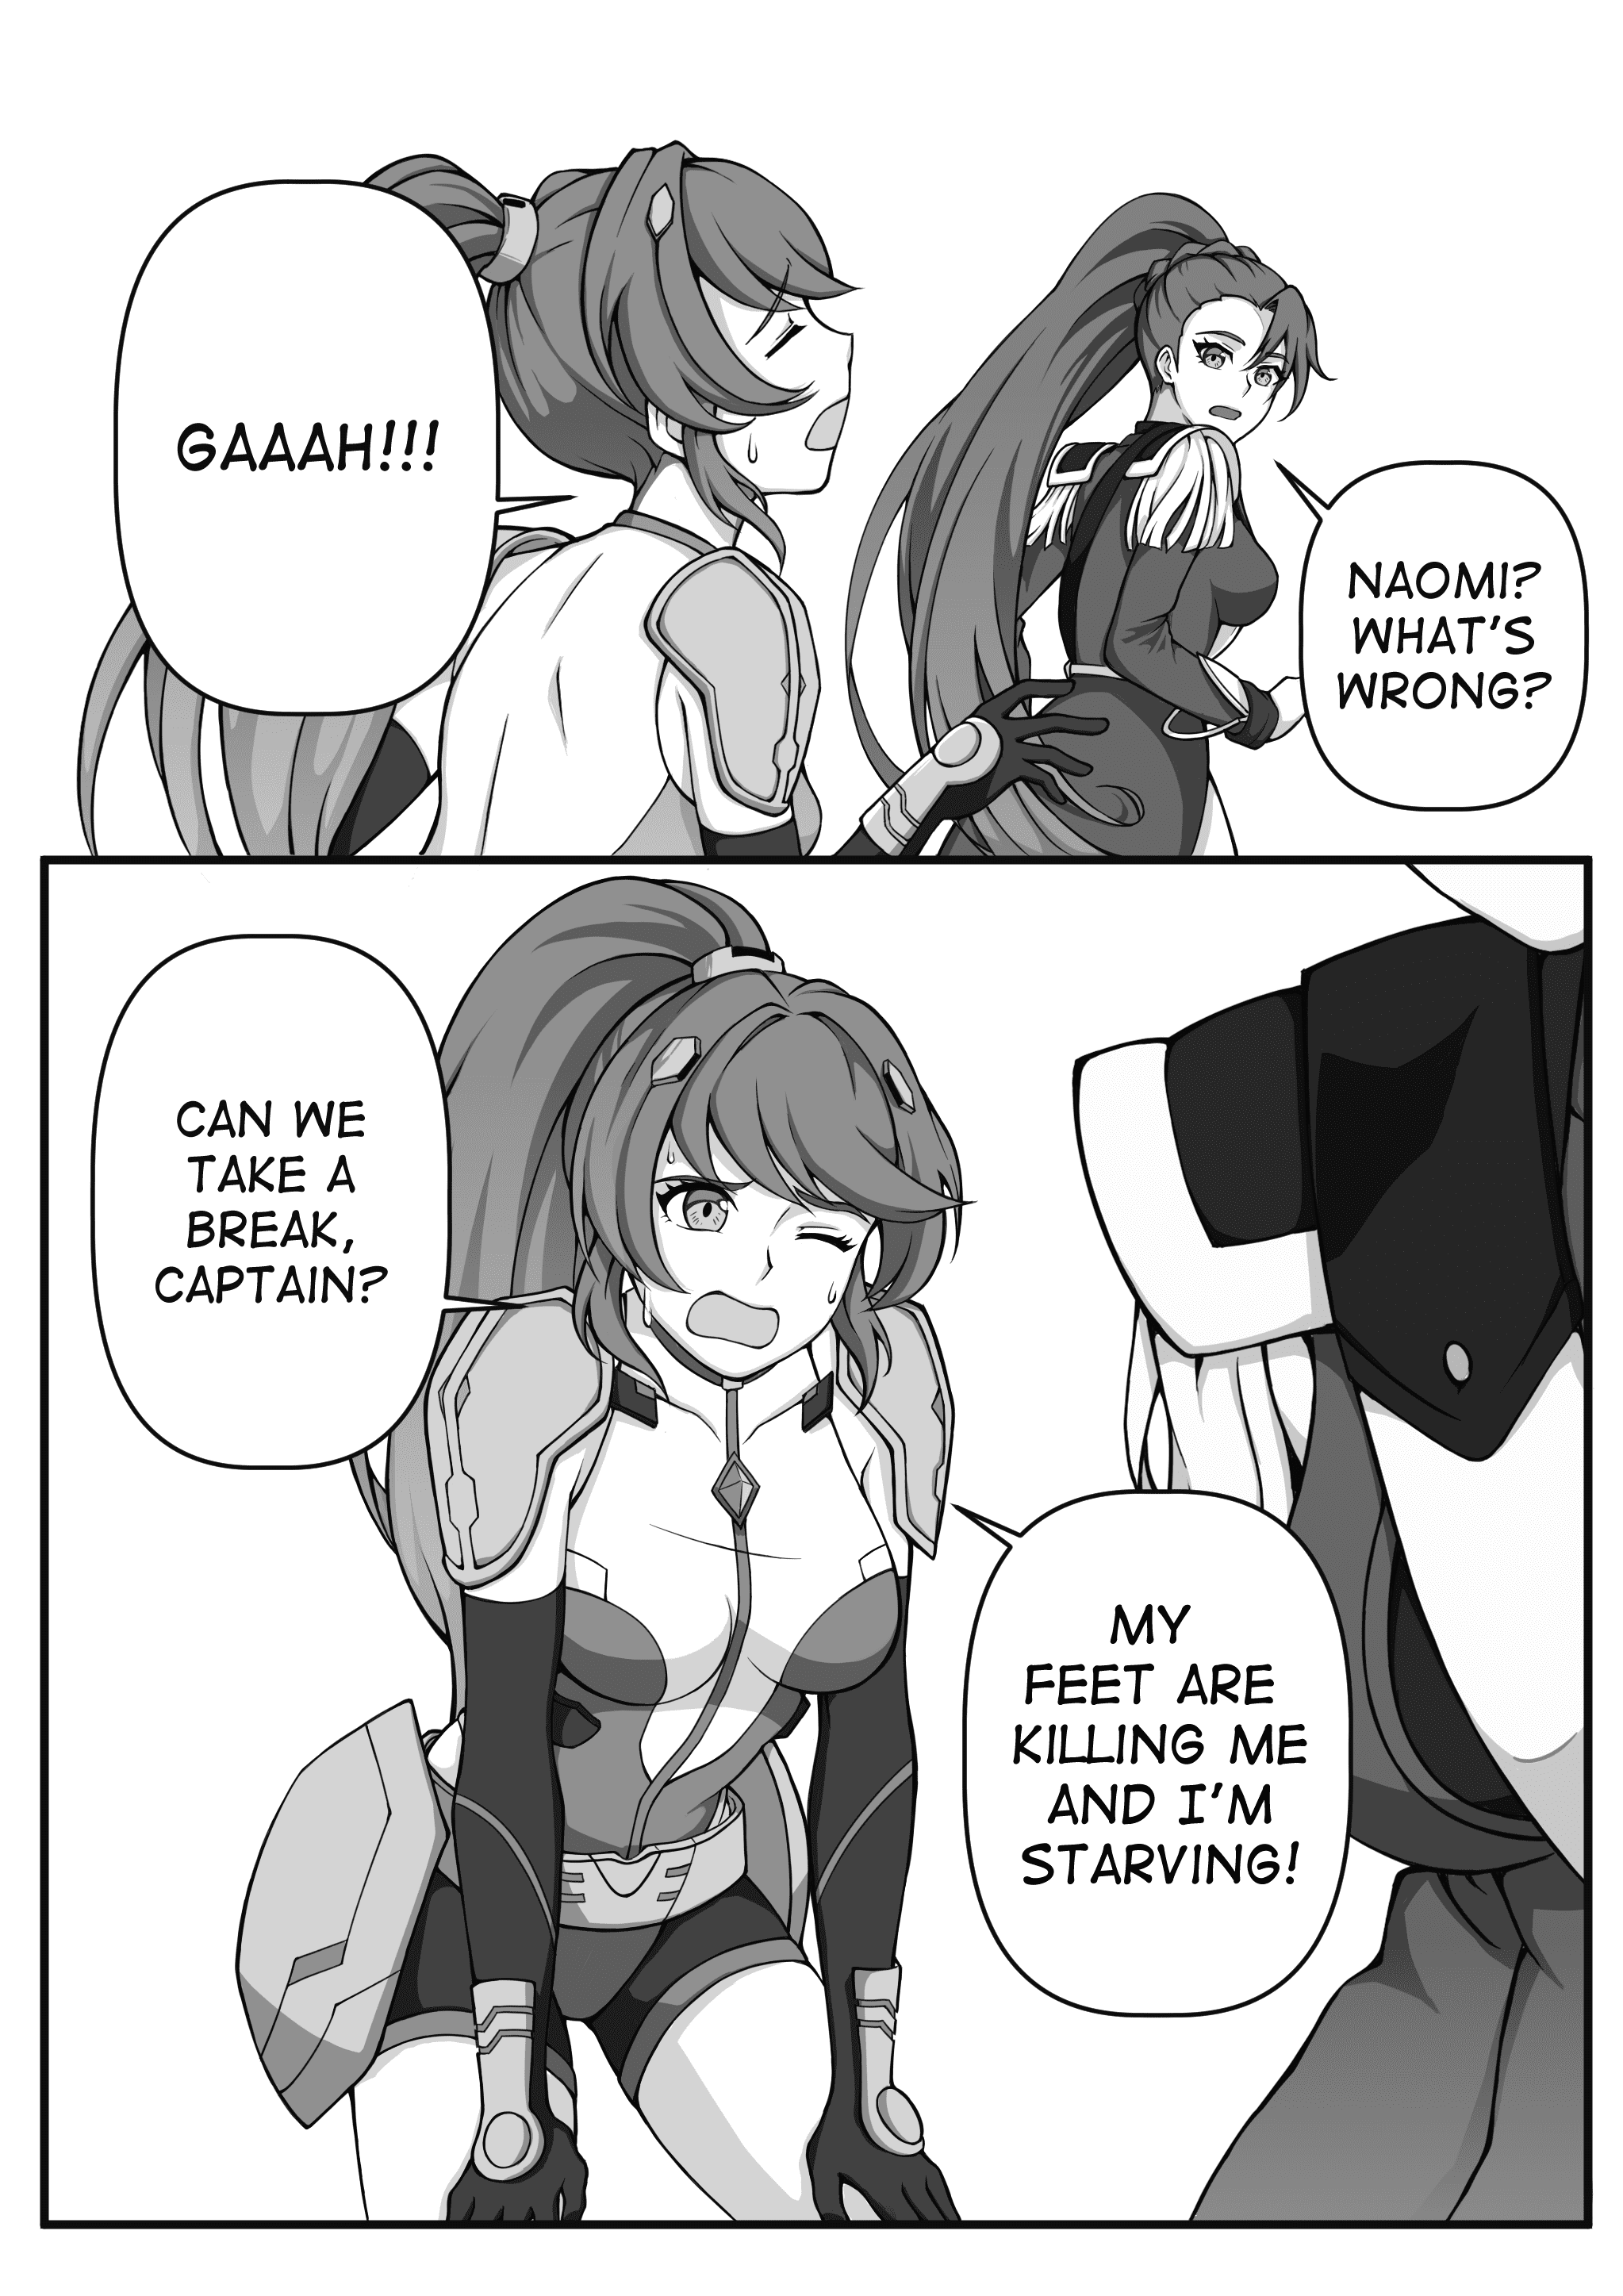 GAAAH!!!
NAOMI?
WHAT'S
WRONG?
CAN WE
TAKE A
BREAK,
CAPTAIN?
MY
FEET ARE
KILLING ME
AND I'M
STARVING!